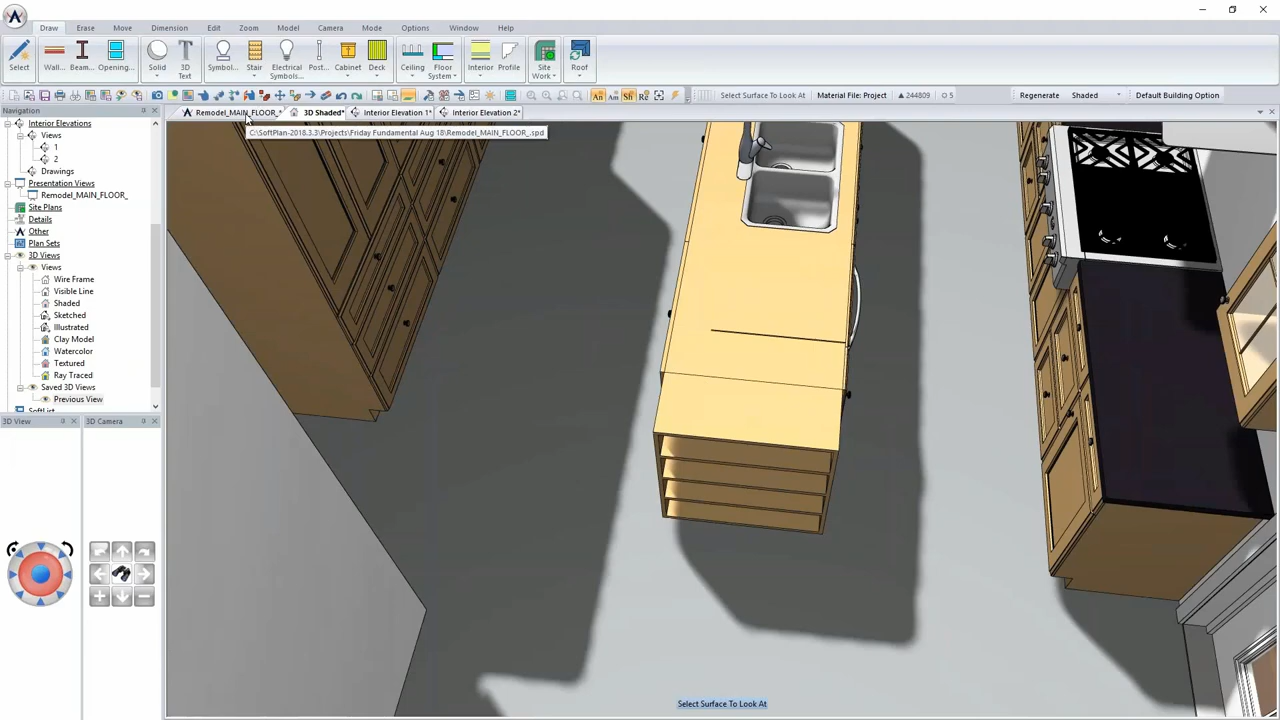 Draw Erase Move Dimension Edit Zoom Model Camera Mode Options Window Help
Select Wall... Beam... Opening... Solid 3D Text Symbol... Stair Electrical Symbols... Post... Cabinet Deck Ceiling Floor System Interior Profile Site Work Roof
An An Sft RF Select Surface To Look At Regenerate Shaded Material File: Project 244809 5 Default Building Option
Navigation
Remodel_MAIN_FLOOR_* 3D Shaded* Interior Elevation 1* Interior Elevation 2*
C:\SoftPlan-2018.3.3\Projects\Friday Fundamental Aug 18\Remodel_MAIN_FLOOR_.spd
Interior Elevations
Views
1
2
Drawings
Presentation Views
Remodel_MAIN_FLOOR_
Site Plans
Details
Other
Plan Sets
3D Views
Views
Wire Frame
Visible Line
Shaded
Sketched
Illustrated
Clay Model
Watercolor
Textured
Ray Traced
Saved 3D Views
Previous View
SoftList
3D View 3D Camera
Select Surface To Look At